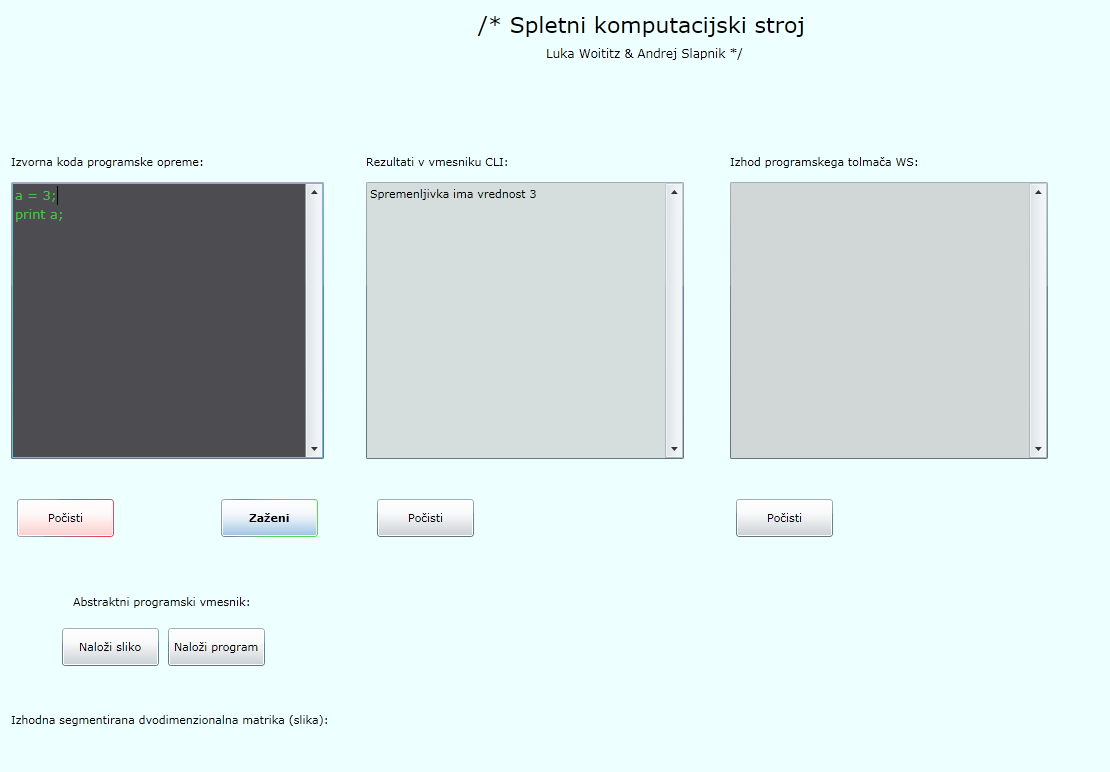 /* Spletni komputacijski stroj
Luka Woititz & Andrej Slapnik */
Izvorna koda programske opreme:
a = 3;
print a;
Rezultati v vmesniku CLI:
Spremenljivka ima vrednost 3
Izhod programskega tolmača WS:
Počisti
Zaženi
Počisti
Počisti
Abstraktni programski vmesnik:
Naloži sliko
Naloži program
Izhodna segmentirana dvodimenzionalna matrika (slika):